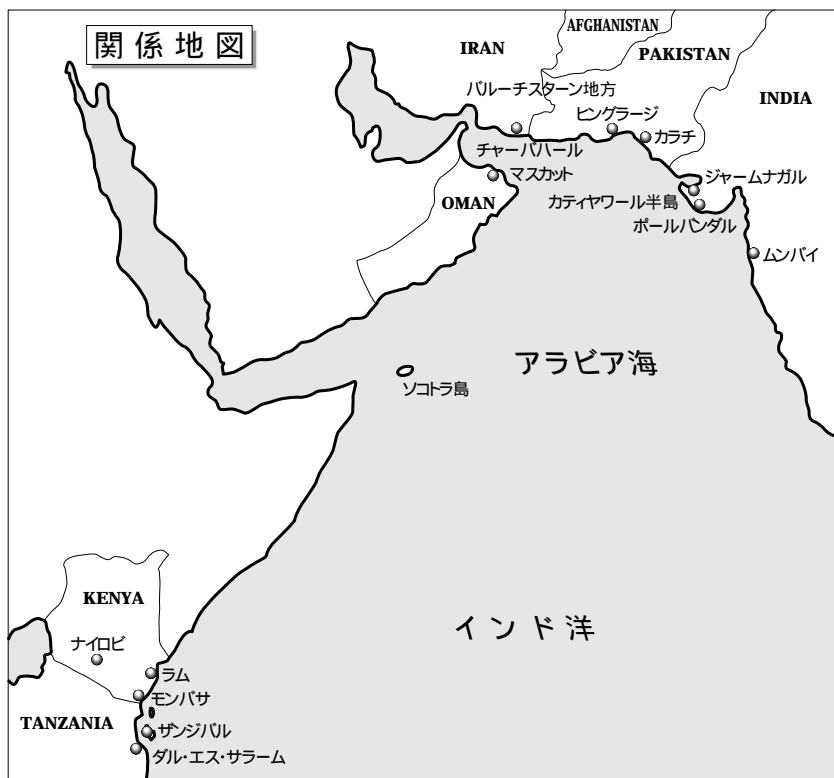 関係地図
AFGHANISTAN
IRAN
PAKISTAN
バルーチスターン地方
INDIA
ヒングラージ
カラチ
チャーバハール
マスカット
ジャームナガル
OMAN
カティヤワール半島
ポールバンダル
ムンバイ
アラビア海
ソコトラ島
KENYA
インド洋
ナイロビ
ラム
モンバサ
TANZANIA
ザンジバル
ダル・エス・サラーム